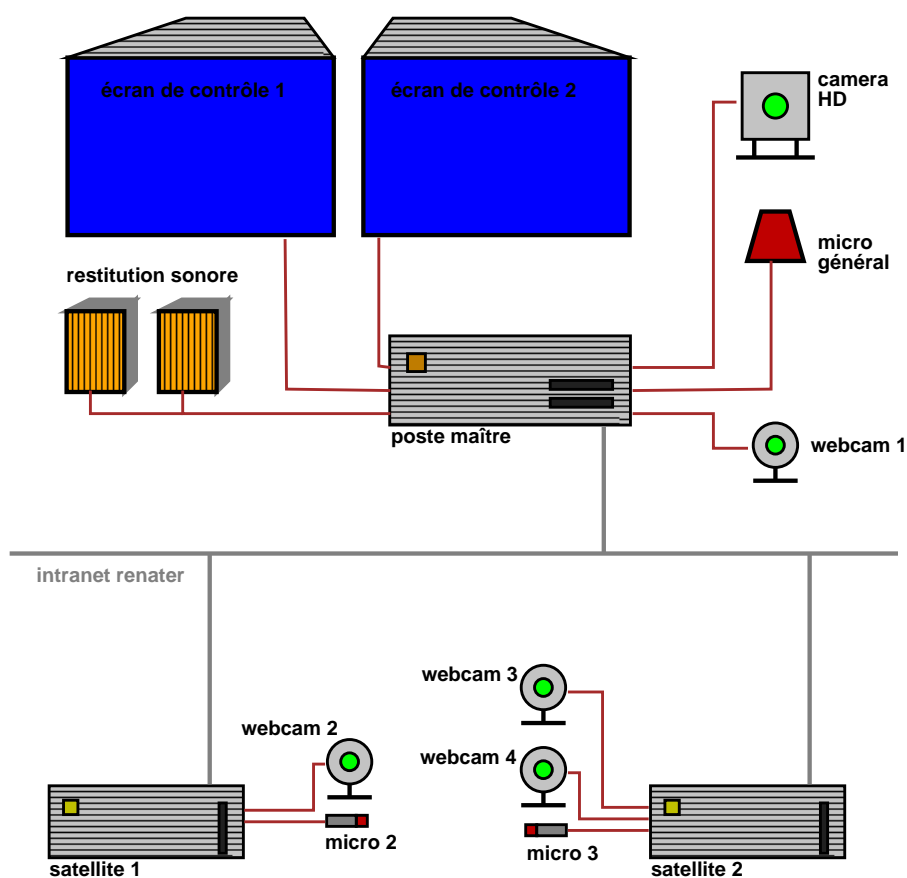 écran de contrôle 1
écran de contrôle 2
camera
HD
micro
général
restitution sonore
poste maître
webcam 1
intranet renater
webcam 3
webcam 2
webcam 4
micro 2
micro 3
satellite 1
satellite 2